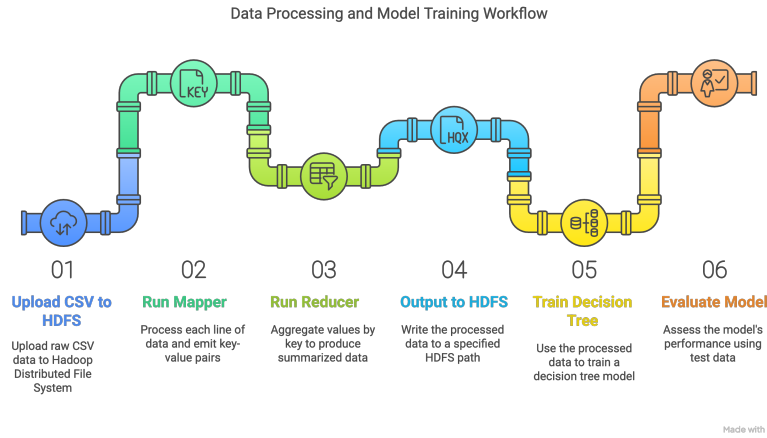 Data Processing and Model Training Workflow
KEY
HQX
01
Upload CSV to
HDFS
Upload raw CSV
data to Hadoop
Distributed File
System
02
Run Mapper
Process each line of
data and emit key-
value pairs
03
Run Reducer
Aggregate values by
key to produce
summarized data
04
Output to HDFS
Write the processed
data to a specified
HDFS path
05
Train Decision
Tree
Use the processed
data to train a
decision tree model
06
Evaluate Model
Assess the model's
performance using
test data
Made with